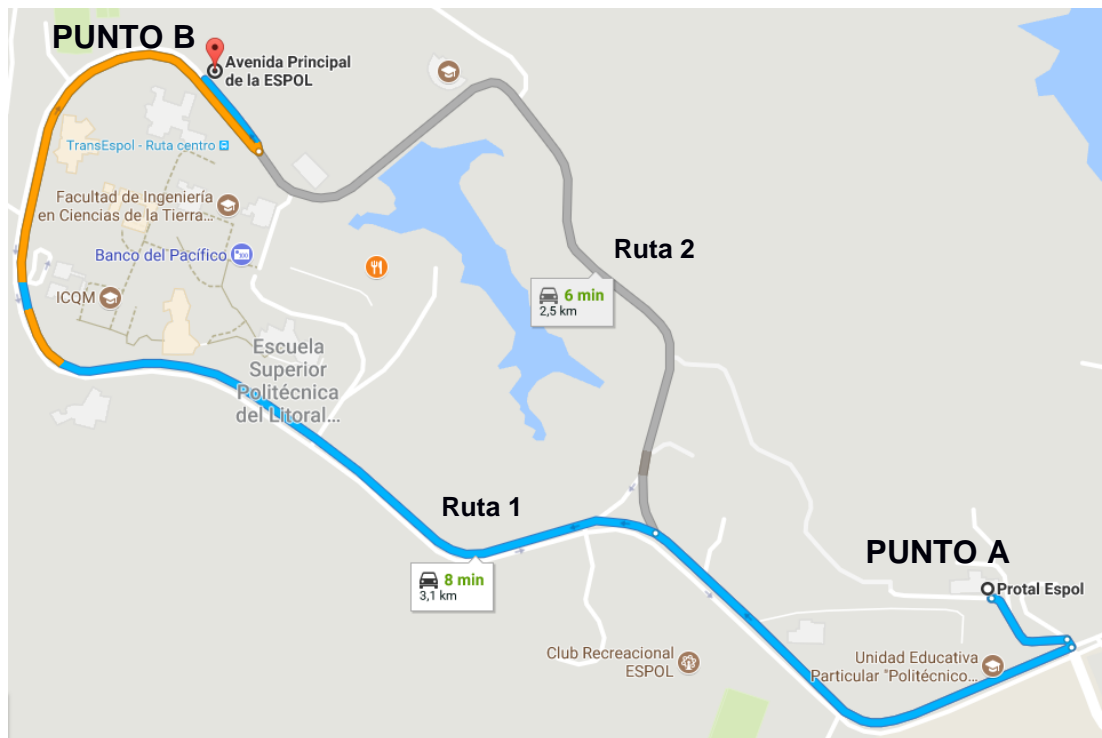 PUNTO B
Avenida Principal
de la ESPOL
TransEspol - Ruta centro
Facultad de Ingeniería
en Ciencias de la Tierra...
Banco del Pacífico
ICQM
Ruta 2
6 min
2,5 km
Escuela
Superior
Politécnica
del Litoral...
Ruta 1
8 min
3,1 km
PUNTO A
Protal Espol
Club Recreacional
ESPOL
Unidad Educativa
Particular "Politécnico...